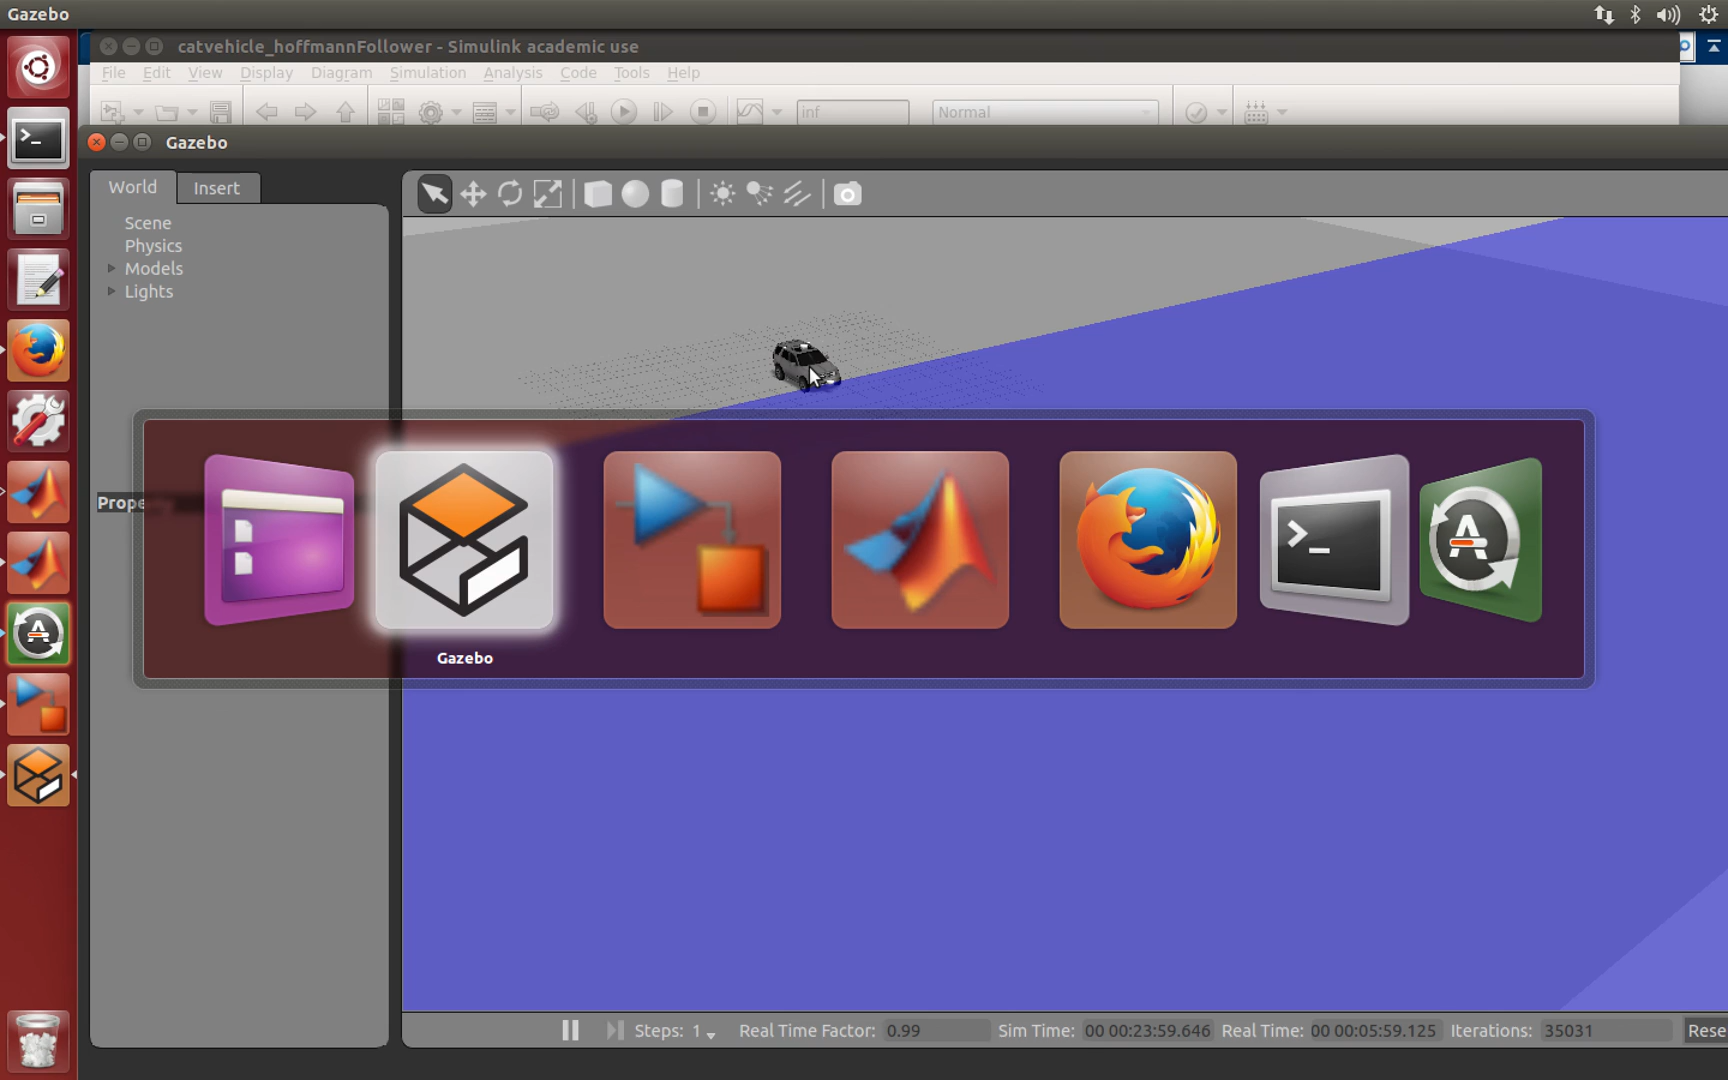 Gazebo
catvehicle_hoffmannFollower - Simulink academic use
File Edit View Display Diagram Simulation Analysis Code Tools Help
inf Normal
Gazebo
World Insert
Scene
Physics
Models
Lights
Gazebo
Steps: 1 Real Time Factor: 0.99 Sim Time: 00 00:23:59.646 Real Time: 00 00:05:59.125 Iterations: 35031